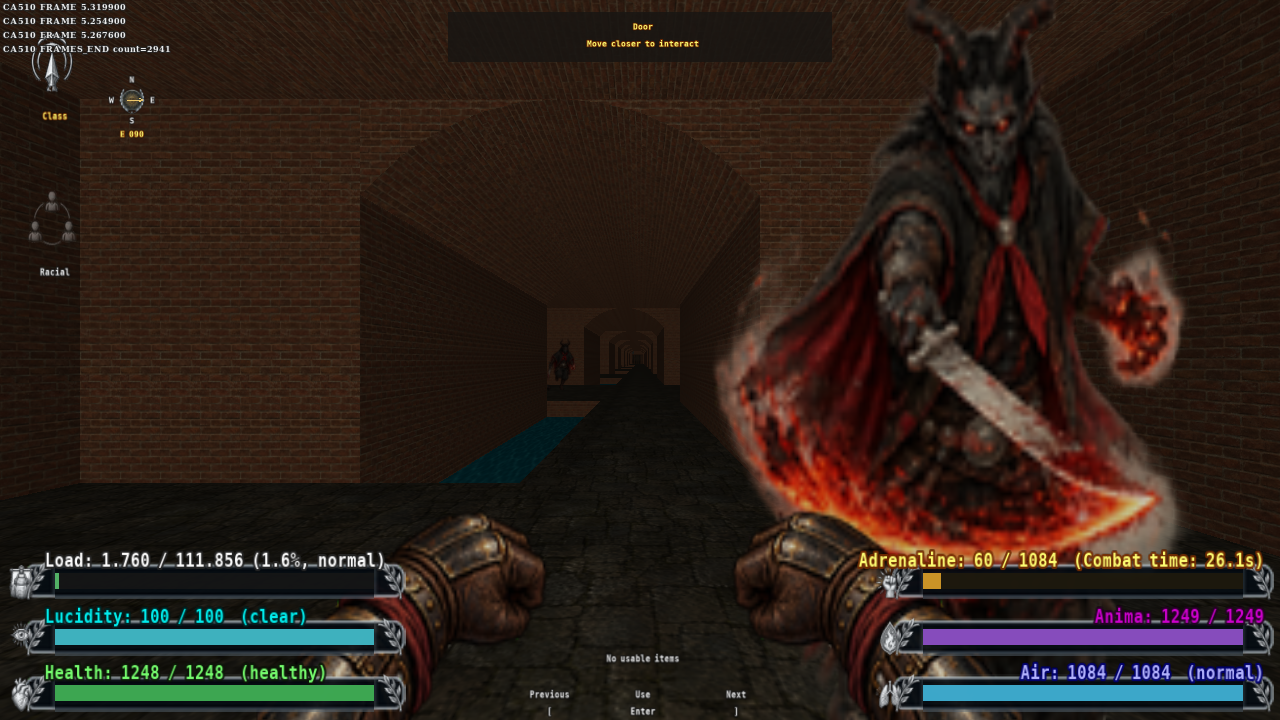 CA510 FRAME 5.319900
CA510 FRAME 5.254900
CA510 FRAME 5.267600
CA510 FRAMES_END count=2941
Door
Move closer to interact
N
W E
S
E 090
Class
Racial
Load: 1.760 / 111.856 (1.6%, normal)
Lucidity: 100 / 100 (clear)
Health: 1248 / 1248 (healthy)
Adrenaline: 60 / 1084 (Combat time: 26.1s)
Anima: 1249 / 1249
Air: 1084 / 1084 (normal)
No usable items
Previous Use Next
[ Enter ]